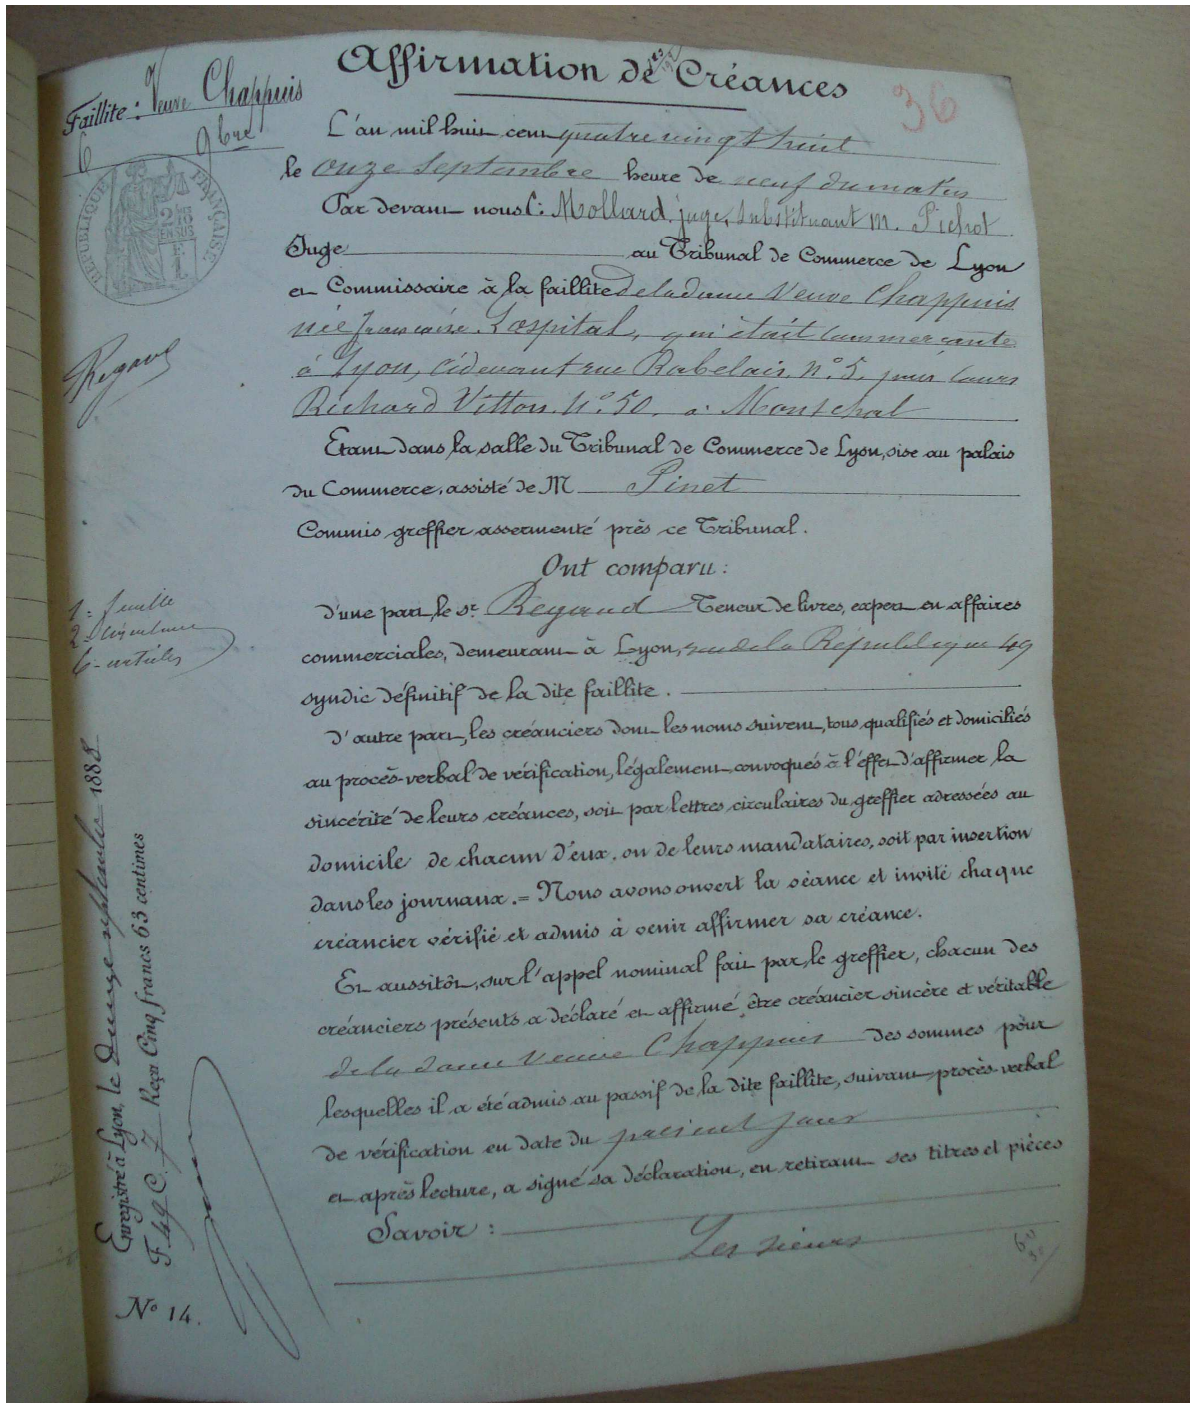 Affirmation de Créances
36
Faillite: Veuve Chappuis
6 9bre
RÉPUBLIQUE FRANÇAISE
L'an mil huit cent quatre vingt huit
le onze Septembre heure de neuf du matin
Par devant nous C: Mollard, juge, Substituant M. Pichot
Juge au Tribunal de Commerce de Lyon
et Commissaire à la faillite de la dame Veuve Chappuis
née Françoise Lospital, qui était commerçante
à Lyon, cidevant rue Rabelais, n°. 5, puis Cours
Richard Vitton. N° 50. à Montchat
Etant dans la salle du Tribunal de Commerce de Lyon, sise au palais
du Commerce, assisté de M Pinet
Commis greffier assermenté près ce Tribunal.
Ont comparu:
d'une part, le sr. Regaud Teneur de livres, expert en affaires
commerciales, demeurant à Lyon, rue de la République 49
syndic définitif de la dite faillite.
d'autre part, les créanciers dont les noms suivent, tous qualifiés et domiciliés
au procès-verbal de vérification, légalement convoqués à l'effet d'affirmer la
sincérité de leurs créances, soit par lettres circulaires du greffier adressées au
domicile de chacun d'eux, ou de leurs mandataires, soit par insertion
dans les journaux. = Nous avons ouvert la séance et invité chaque
créancier vérifié et admis à venir affirmer sa créance.
Et aussitôt, sur l'appel nominal fait par le greffier, chacun des
créanciers présents a déclaré et affirmé être créancier sincère et véritable
de la dame Veuve Chappuis des sommes pour
lesquelles il a été admis au passif de la dite faillite, suivant procès-verbal
de vérification en date du présent jour
et après lecture, a signé sa déclaration, en retirant ses titres et pièces
Savoir:
Les sieurs
Regaud
1 = feuille
2
6 - articles
Enregistré à Lyon, le Douze septembre 1888
F. 49 C. 7 Reçu Cinq francs 63 centimes
N° 14.